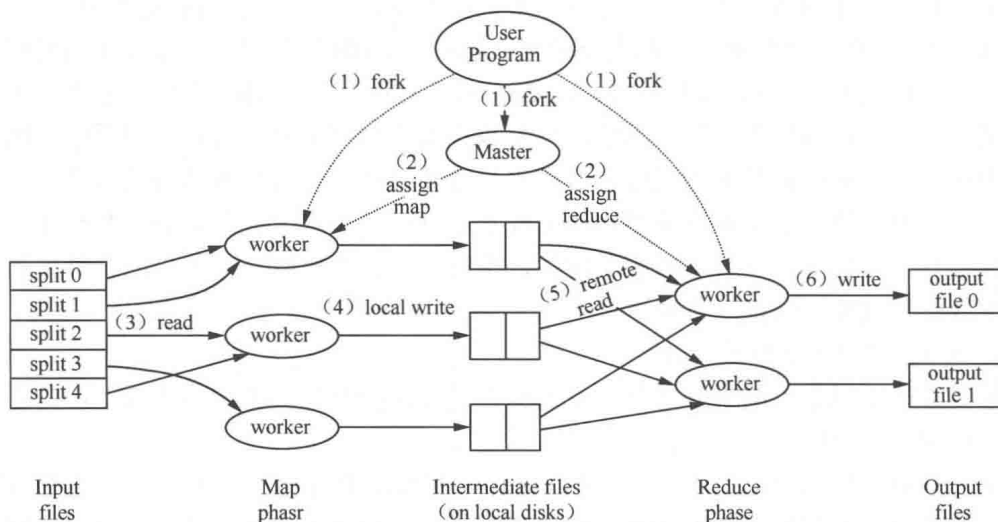 User
Program
（1）fork
（1）fork
（1）fork
Master
（2）
assign
map
（2）
assign
reduce
split 0
split 1
split 2
split 3
split 4
（3）read
worker
worker
worker
（4）local write
（5）remote
read
worker
worker
（6）write
output
file 0
output
file 1
Input
files
Map
phasr
Intermediate files
(on local disks)
Reduce
phase
Output
files